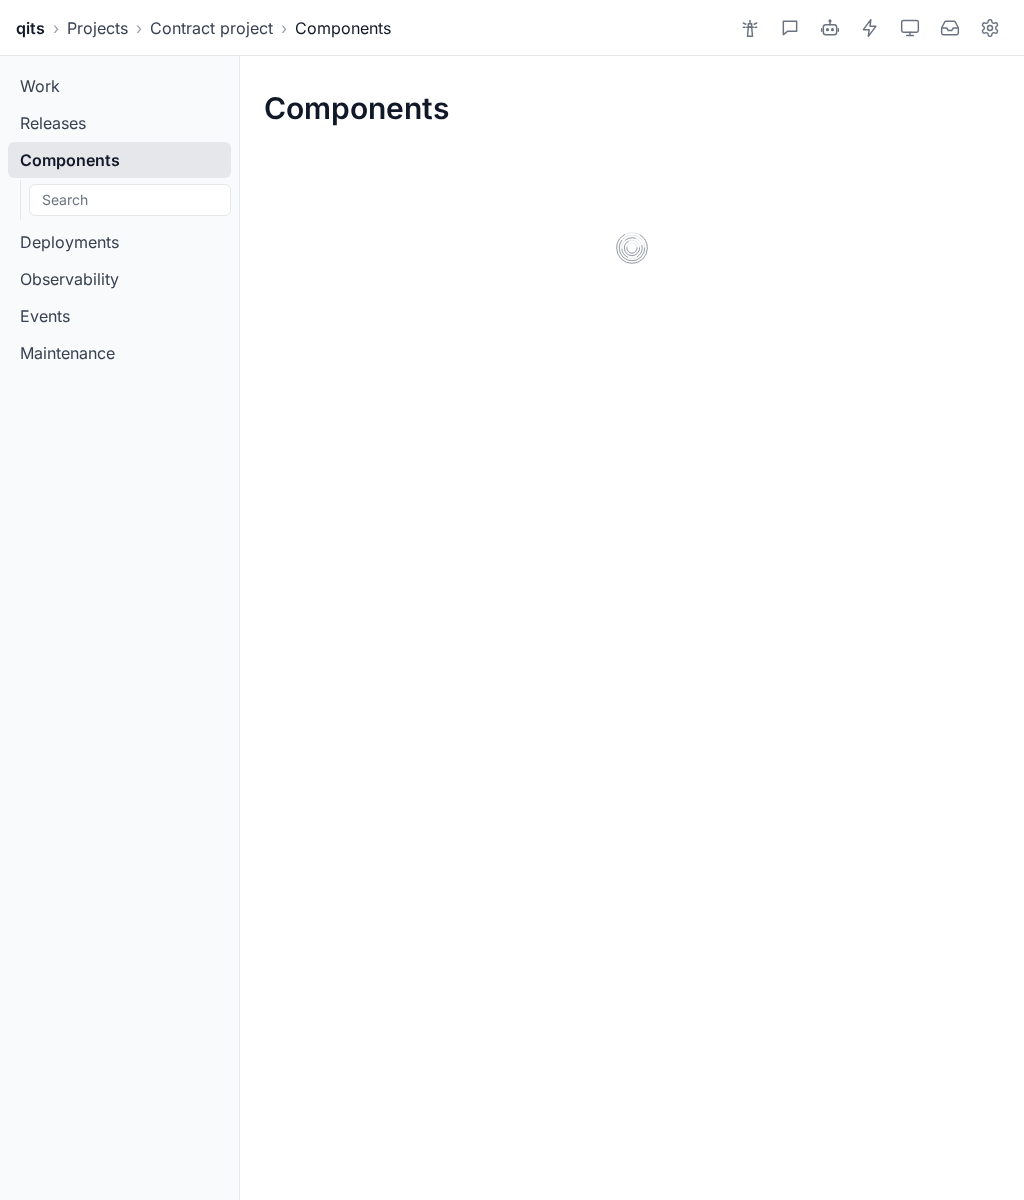 qits › Projects › Contract project › Components
Work
Releases
Components
Search
Deployments
Observability
Events
Maintenance
Components